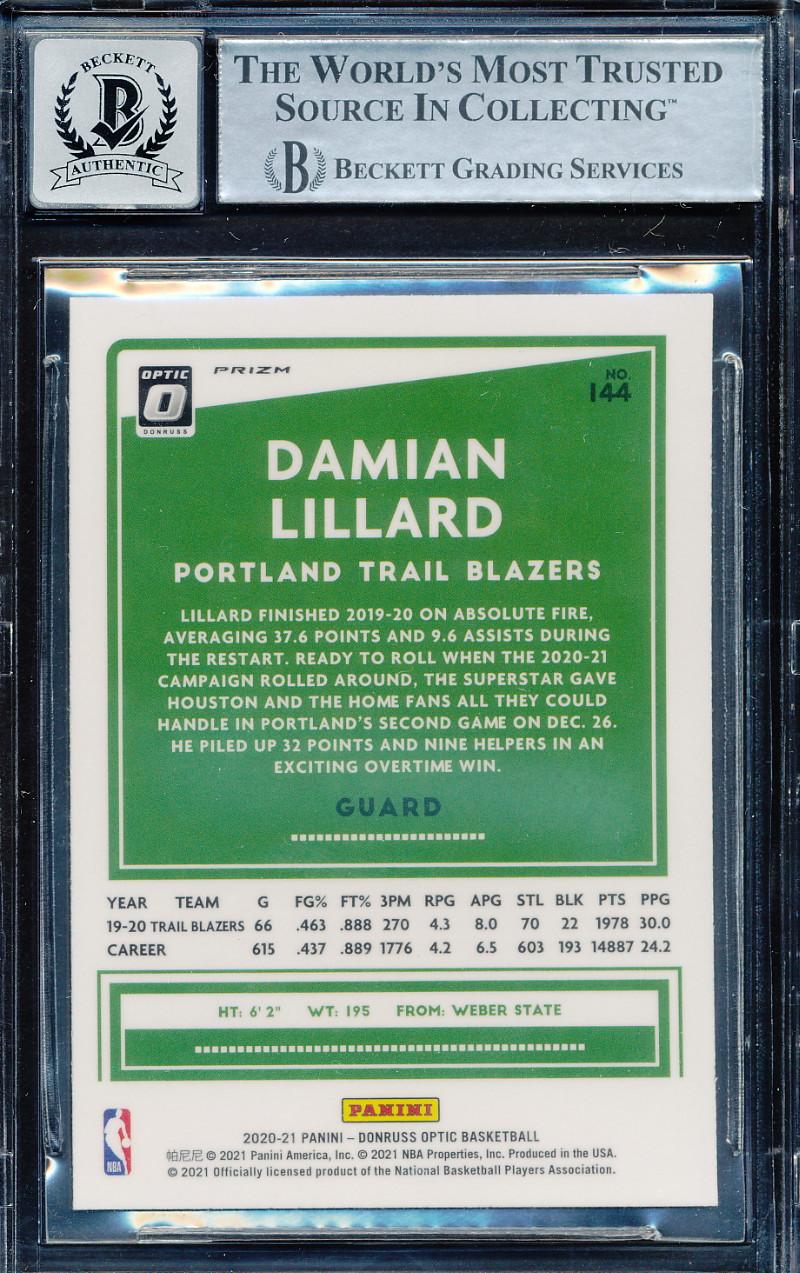 BECKETT
B
AUTHENTIC
THE WORLD'S MOST TRUSTED
SOURCE IN COLLECTING™
B BECKETT GRADING SERVICES
OPTIC
O
DONRUSS
PRIZM
NO.
144
DAMIAN
LILLARD
PORTLAND TRAIL BLAZERS
LILLARD FINISHED 2019-20 ON ABSOLUTE FIRE,
AVERAGING 37.6 POINTS AND 9.6 ASSISTS DURING
THE RESTART. READY TO ROLL WHEN THE 2020-21
CAMPAIGN ROLLED AROUND, THE SUPERSTAR GAVE
HOUSTON AND THE HOME FANS ALL THEY COULD
HANDLE IN PORTLAND'S SECOND GAME ON DEC. 26.
HE PILED UP 32 POINTS AND NINE HELPERS IN AN
EXCITING OVERTIME WIN.
GUARD
YEAR TEAM G FG% FT% 3PM RPG APG STL BLK PTS PPG
19-20 TRAIL BLAZERS 66 .463 .888 270 4.3 8.0 70 22 1978 30.0
CAREER 615 .437 .889 1776 4.2 6.5 603 193 14887 24.2
HT: 6' 2" WT: 195 FROM: WEBER STATE
PANINI
NBA
2020-21 PANINI – DONRUSS OPTIC BASKETBALL
帕尼尼 © 2021 Panini America, Inc. © 2021 NBA Properties, Inc. Produced in the USA.
© 2021 Officially licensed product of the National Basketball Players Association.